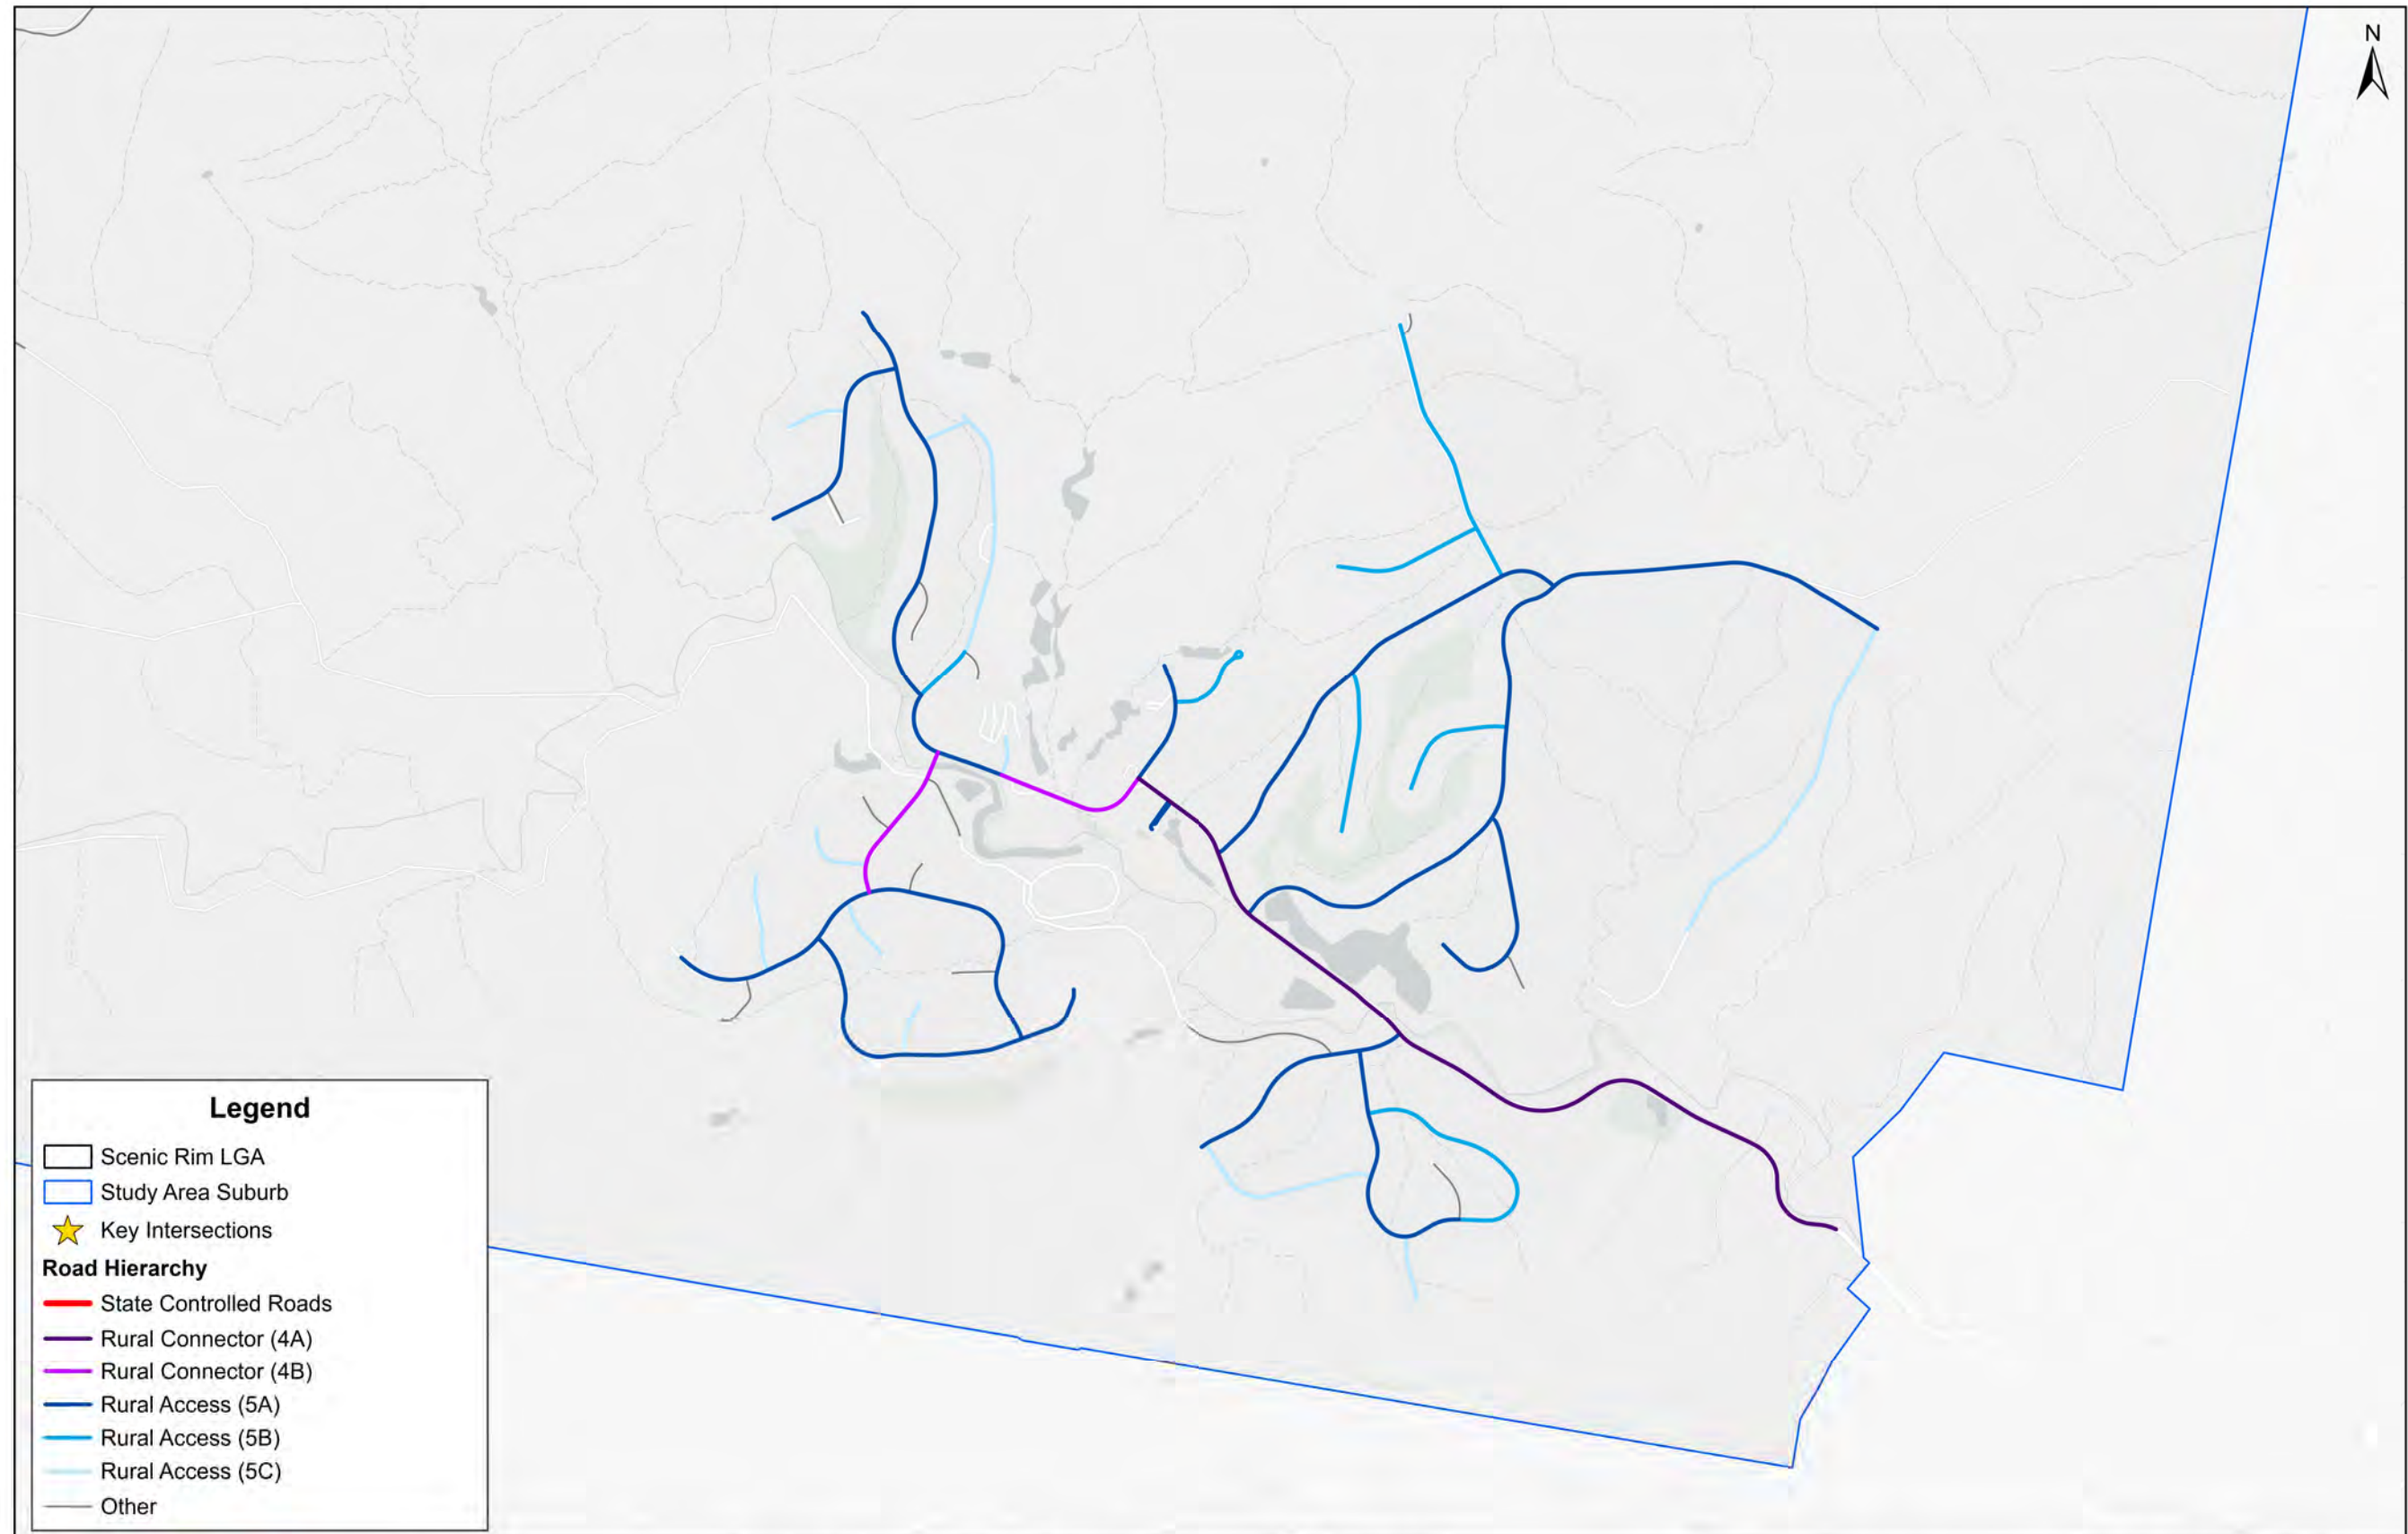 N
Legend
Scenic Rim LGA
Study Area Suburb
Key Intersections
Road Hierarchy
State Controlled Roads
Rural Connector (4A)
Rural Connector (4B)
Rural Access (5A)
Rural Access (5B)
Rural Access (5C)
Other